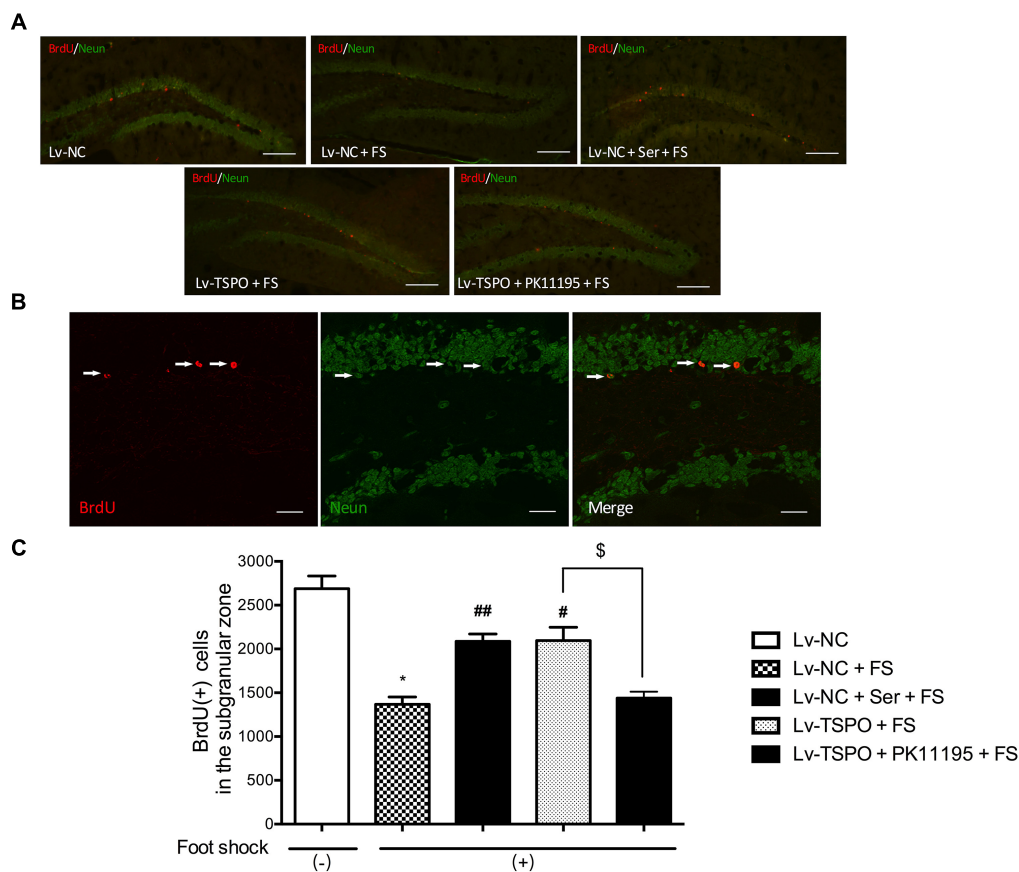 A
BrdU/Neun
Lv-NC
BrdU/Neun
Lv-NC + FS
BrdU/Neun
Lv-NC + Ser + FS
BrdU/Neun
Lv-TSPO + FS
BrdU/Neun
Lv-TSPO + PK11195 + FS
B
BrdU
Neun
Merge
C
BrdU(+) cells
in the subgranular zone
3000
2500
2000
1500
1000
500
0
*
##
#
$
Foot shock
(-)
(+)
Lv-NC
Lv-NC + FS
Lv-NC + Ser + FS
Lv-TSPO + FS
Lv-TSPO + PK11195 + FS